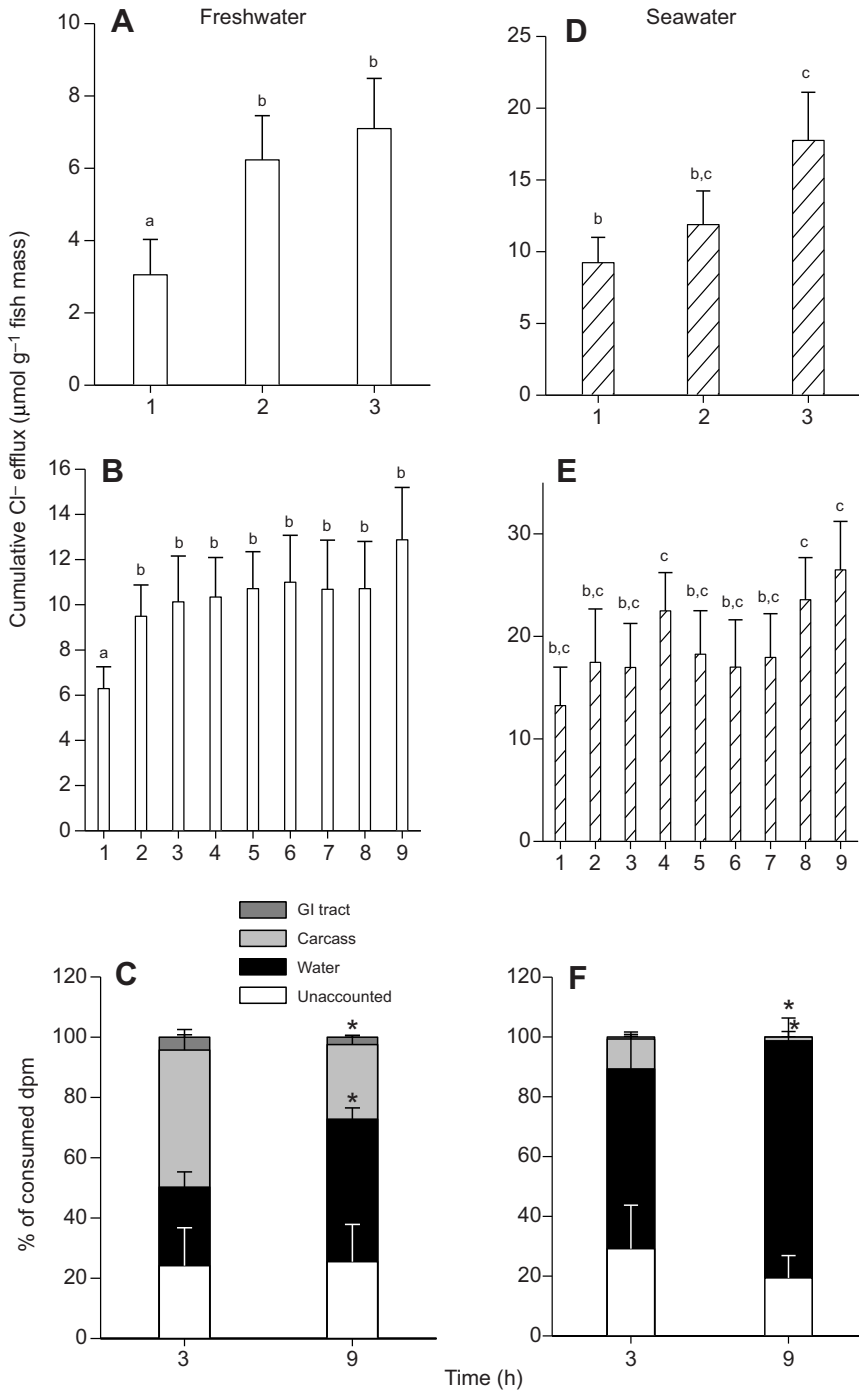 Freshwater
Seawater
Cumulative Cl– efflux (µmol g–1 fish mass)
A
10
8
6
4
2
0
a
b
b
1
2
3
D
25
20
15
10
5
0
b
b,c
c
1
2
3
B
16
14
12
10
8
6
4
2
0
a
b
b
b
b
b
b
b
b
1
2
3
4
5
6
7
8
9
E
30
20
10
0
b,c
b,c
b,c
c
b,c
b,c
b,c
c
c
1
2
3
4
5
6
7
8
9
GI tract
Carcass
Water
Unaccounted
% of consumed dpm
C
120
100
80
60
40
20
0
*
*
3
9
F
120
100
80
60
40
20
0
*
*
3
9
Time (h)